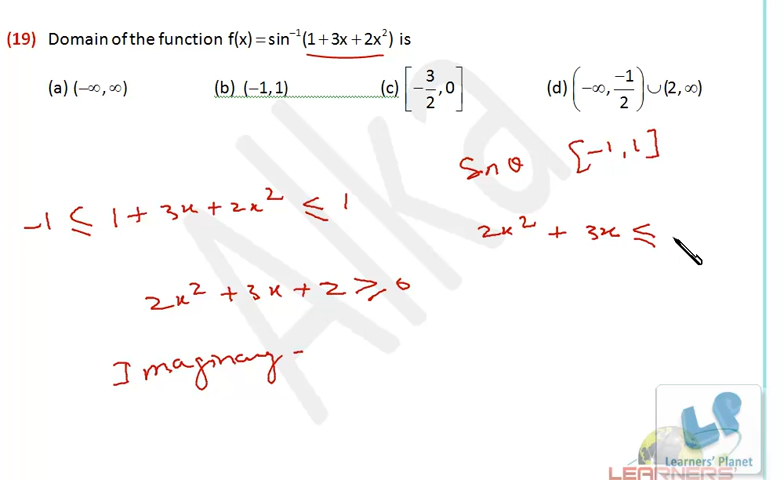 (19) Domain of the function f(x) = sin⁻¹(1 + 3x + 2x²) is
(a) (−∞, ∞) (b) (−1, 1) (c) [−3/2, 0] (d) (−∞, −1/2) ∪ (2, ∞)
Sin θ [−1, 1]
−1 ≤ 1 + 3x + 2x² ≤ 1
2x² + 3x ≤
2x² + 3x + 2 ≥ 0
Imaginary -
Alka
LP
Learners' Planet
LEARNERS'